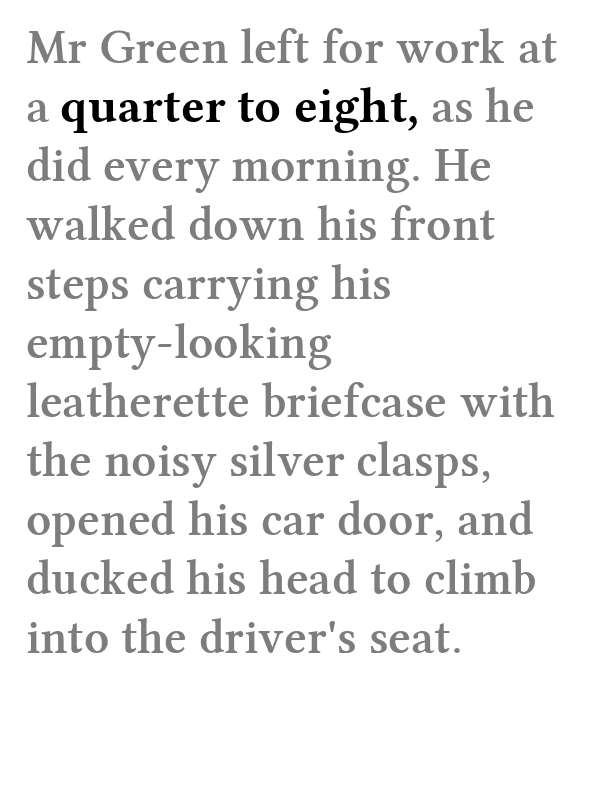 Mr Green left for work at
a quarter to eight, as he
did every morning. He
walked down his front
steps carrying his
empty-looking
leatherette briefcase with
the noisy silver clasps,
opened his car door, and
ducked his head to climb
into the driver's seat.